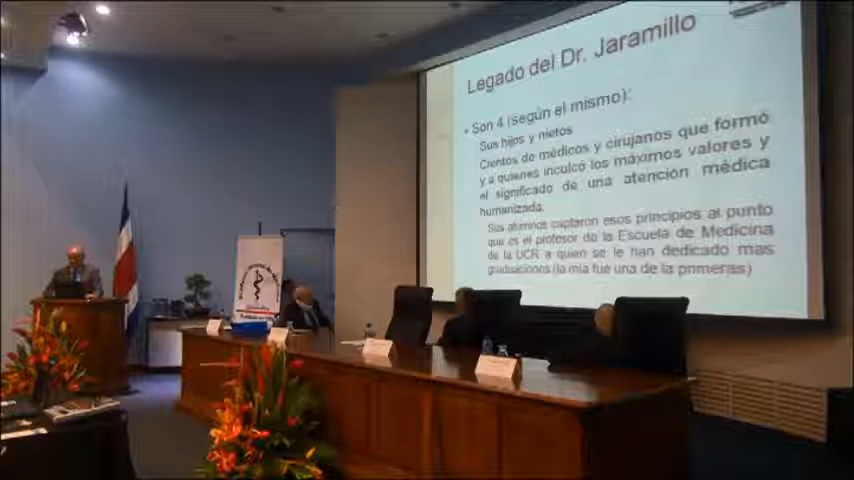 Legado del Dr. Jaramillo
• Son 4 (según el mismo):
Sus hijos y nietos
Cientos de médicos y cirujanos que formó
y a quienes inculcó los máximos valores y
el significado de una atención médica
humanizada.
Sus alumnos captaron esos principios al punto
que es el profesor de la Escuela de Medicina
de la UCR a quien se le han dedicado mas
graduaciones (la mía fue una de la primeras)